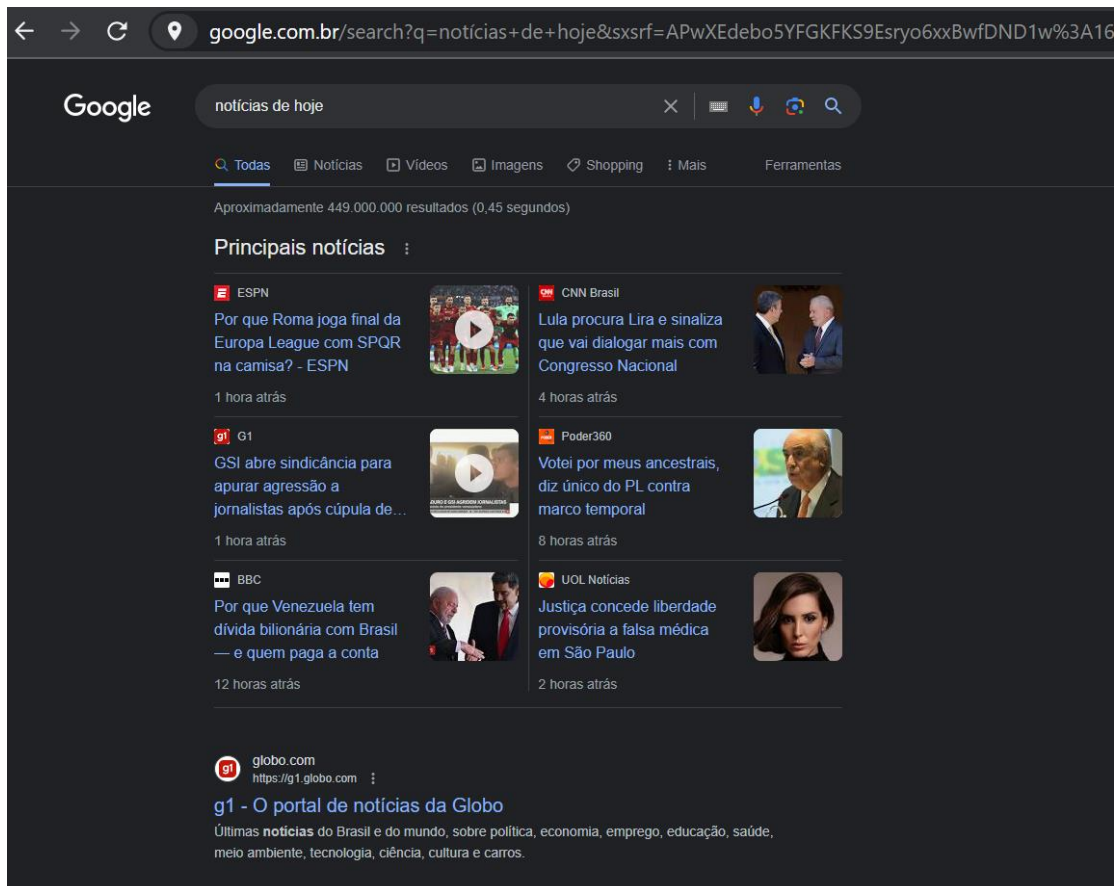 google.com.br/search?q=notícias+de+hoje&sxsrf=APwXEdebo5YFGKFKS9Esryo6xxBwfDND1w%3A16
Google
notícias de hoje
Todas Notícias Vídeos Imagens Shopping Mais Ferramentas
Aproximadamente 449.000.000 resultados (0,45 segundos)
Principais notícias
ESPN
Por que Roma joga final da
Europa League com SPQR
na camisa? - ESPN
1 hora atrás
CNN Brasil
Lula procura Lira e sinaliza
que vai dialogar mais com
Congresso Nacional
4 horas atrás
g1 G1
GSI abre sindicância para
apurar agressão a
jornalistas após cúpula de...
1 hora atrás
Poder360
Votei por meus ancestrais,
diz único do PL contra
marco temporal
8 horas atrás
BBC
Por que Venezuela tem
dívida bilionária com Brasil
— e quem paga a conta
12 horas atrás
UOL Notícias
Justiça concede liberdade
provisória a falsa médica
em São Paulo
2 horas atrás
g1
globo.com
https://g1.globo.com
g1 - O portal de notícias da Globo
Últimas notícias do Brasil e do mundo, sobre política, economia, emprego, educação, saúde,
meio ambiente, tecnologia, ciência, cultura e carros.